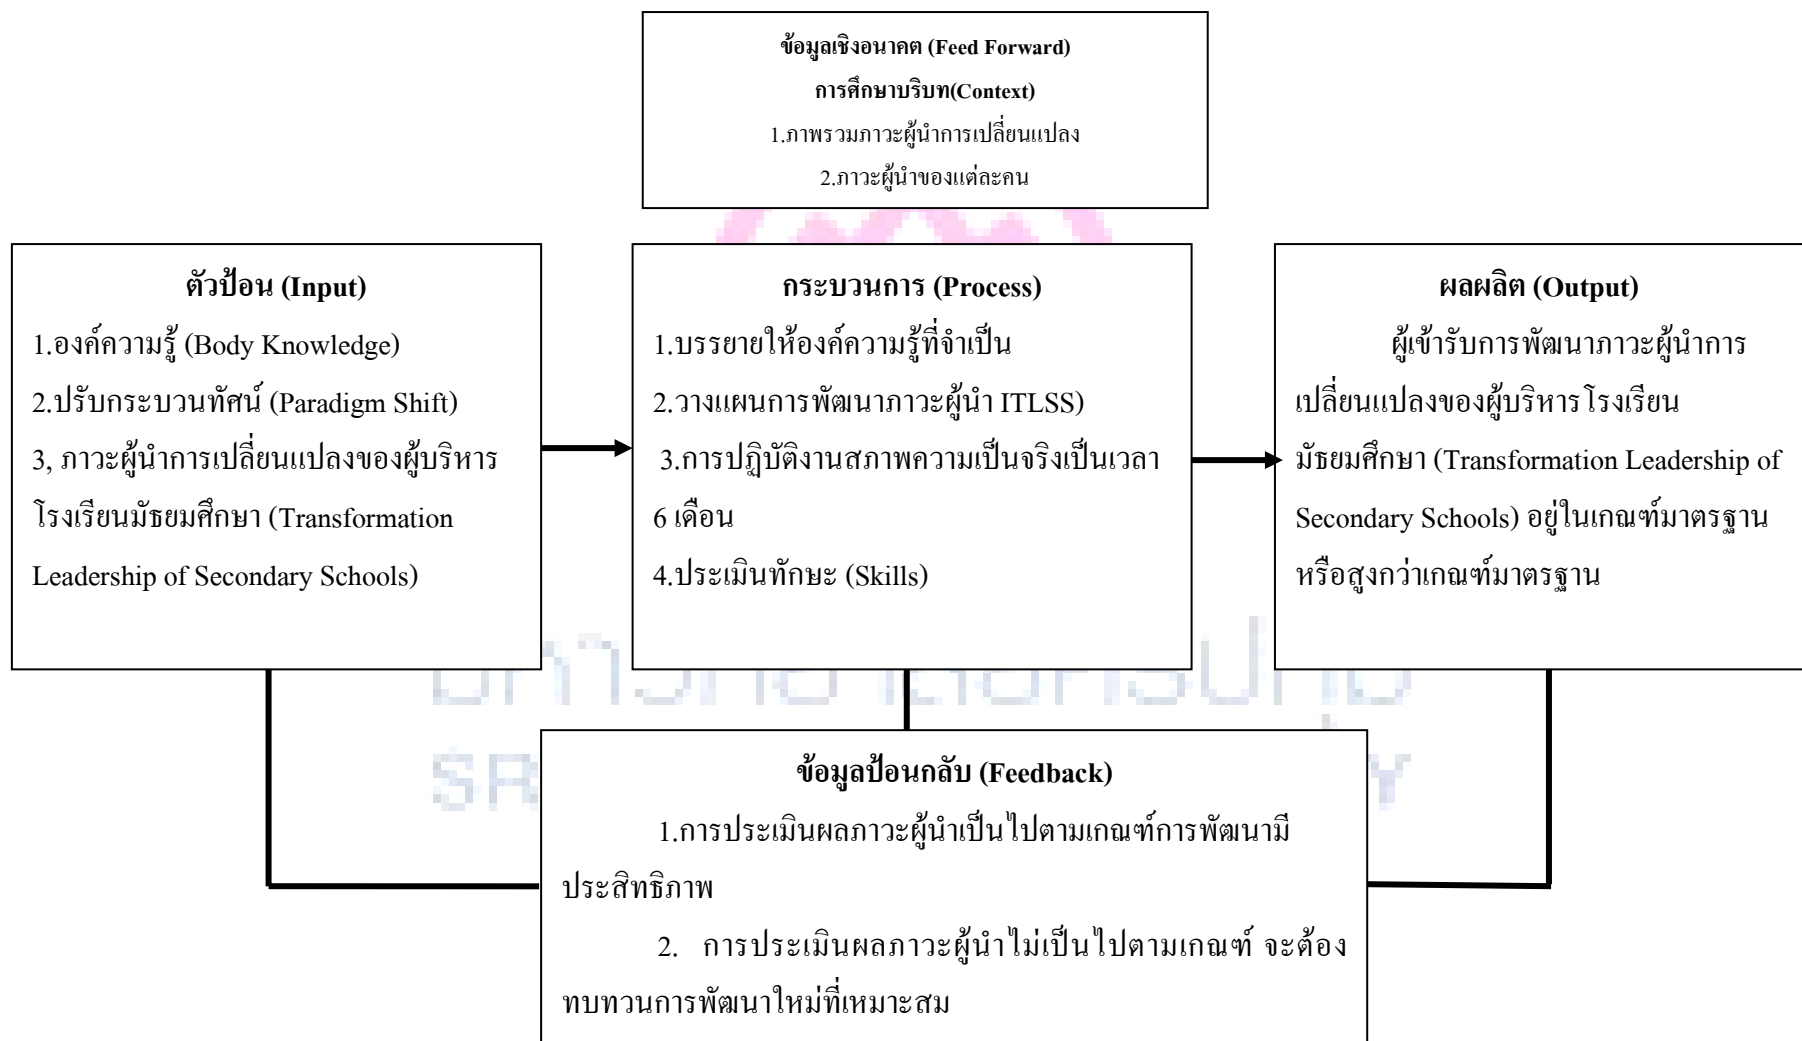 ข้อมูลเชิงอนาคต (Feed Forward)
การศึกษาบริบท(Context)
1.ภาพรวมภาวะผู้นำการเปลี่ยนแปลง
2.ภาวะผู้นำของแต่ละคน
ตัวป้อน (Input)
1.องค์ความรู้ (Body Knowledge)
2.ปรับกระบวนทัศน์ (Paradigm Shift)
3, ภาวะผู้นำการเปลี่ยนแปลงของผู้บริหาร
โรงเรียนมัธยมศึกษา (Transformation
Leadership of Secondary Schools)
กระบวนการ (Process)
1.บรรยายให้องค์ความรู้ที่จำเป็น
2.วางแผนการพัฒนาภาวะผู้นำ ITLSS)
3.การปฏิบัติงานสภาพความเป็นจริงเป็นเวลา
6 เดือน
4.ประเมินทักษะ (Skills)
ผลผลิต (Output)
ผู้เข้ารับการพัฒนาภาวะผู้นำการ
เปลี่ยนแปลงของผู้บริหารโรงเรียน
มัธยมศึกษา (Transformation Leadership of
Secondary Schools) อยู่ในเกณฑ์มาตรฐาน
หรือสูงกว่าเกณฑ์มาตรฐาน
ข้อมูลป้อนกลับ (Feedback)
1.การประเมินผลภาวะผู้นำเป็นไปตามเกณฑ์การพัฒนามี
ประสิทธิภาพ
2. การประเมินผลภาวะผู้นำไม่เป็นไปตามเกณฑ์ จะต้อง
ทบทวนการพัฒนาใหม่ที่เหมาะสม